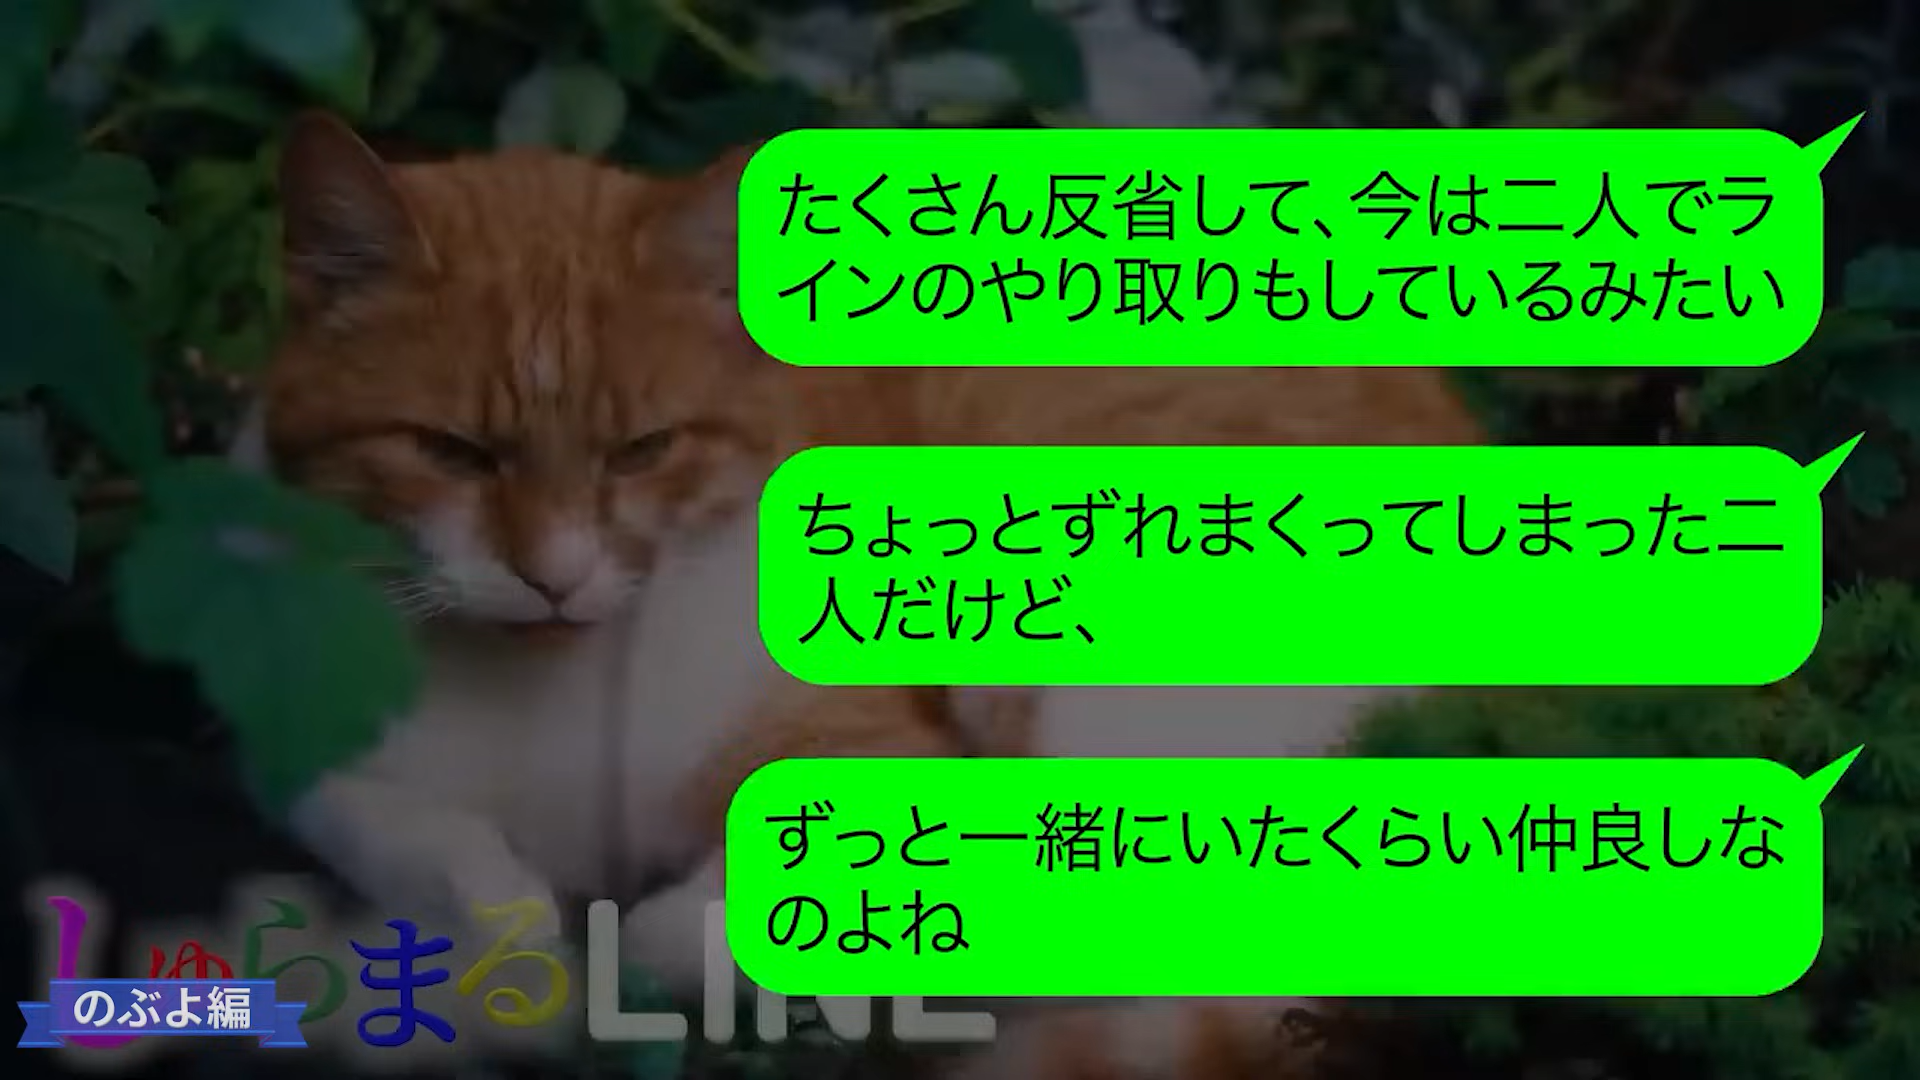 たくさん反省して、今は二人でラ
インのやり取りもしているみたい
ちょっとずれまくってしまった二
人だけど、
ずっと一緒にいたくらい仲良しな
のよね
しゅらまるLINE
のぶよ編